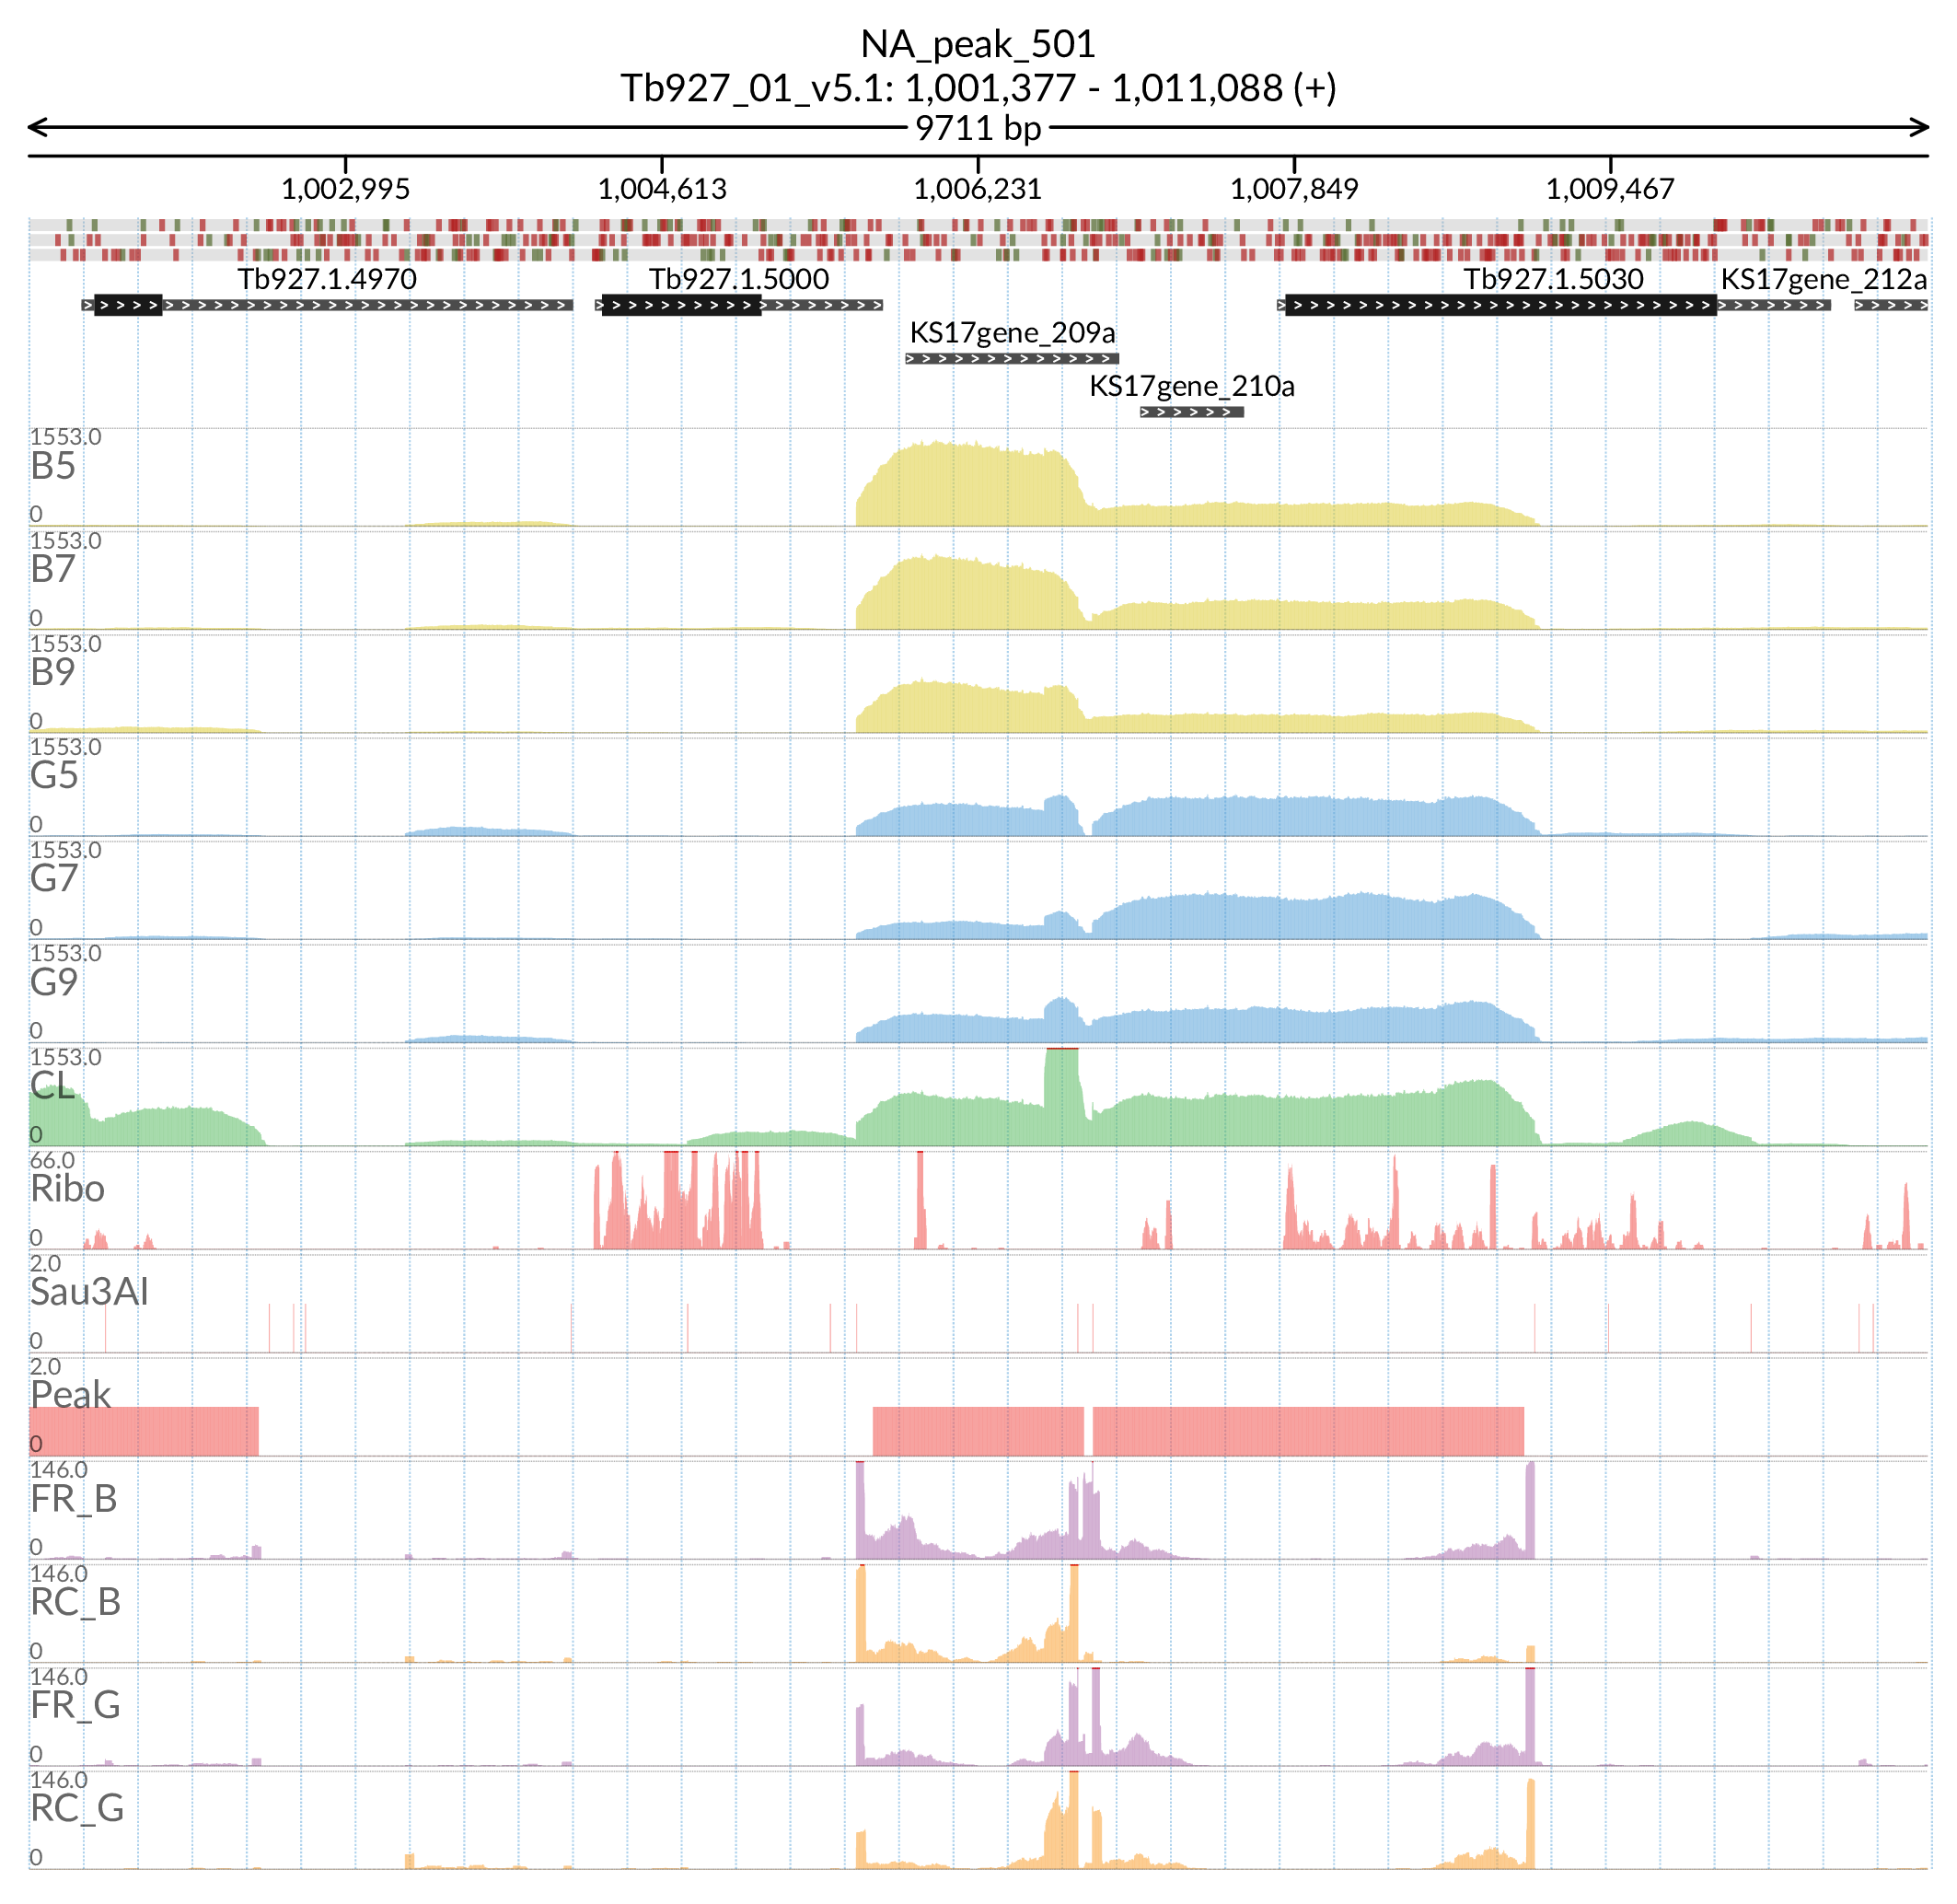 NA_peak_501
Tb927_01_v5.1: 1,001,377 - 1,011,088 (+)
9711 bp
1,002,995 1,004,613 1,006,231 1,007,849 1,009,467
Tb927.1.4970 Tb927.1.5000 Tb927.1.5030 KS17gene_212a
KS17gene_209a
KS17gene_210a
1553.0
B5
0
1553.0
B7
0
1553.0
B9
0
1553.0
G5
0
1553.0
G7
0
1553.0
G9
0
1553.0
CL
0
66.0
Ribo
0
2.0
Sau3AI
0
2.0
Peak
0
146.0
FR_B
0
146.0
RC_B
0
146.0
FR_G
0
146.0
RC_G
0